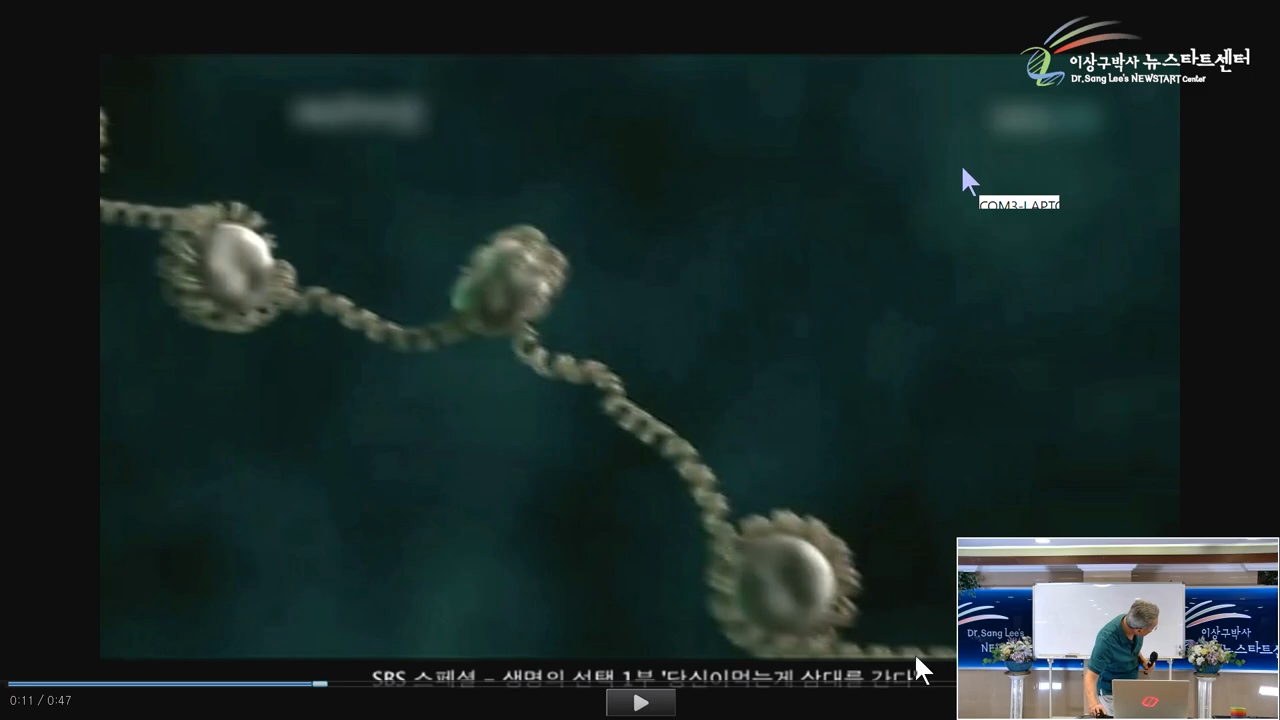 이상구박사 뉴스타트센터
Dr.Sang Lee's NEWSTART Center
COM3-LAPTO
SBS 스페셜 - 생명의 선택 1부 '당신이먹는게 삼대를 간다'
Dr.Sang Lee's
이상구박사
0:11 / 0:47